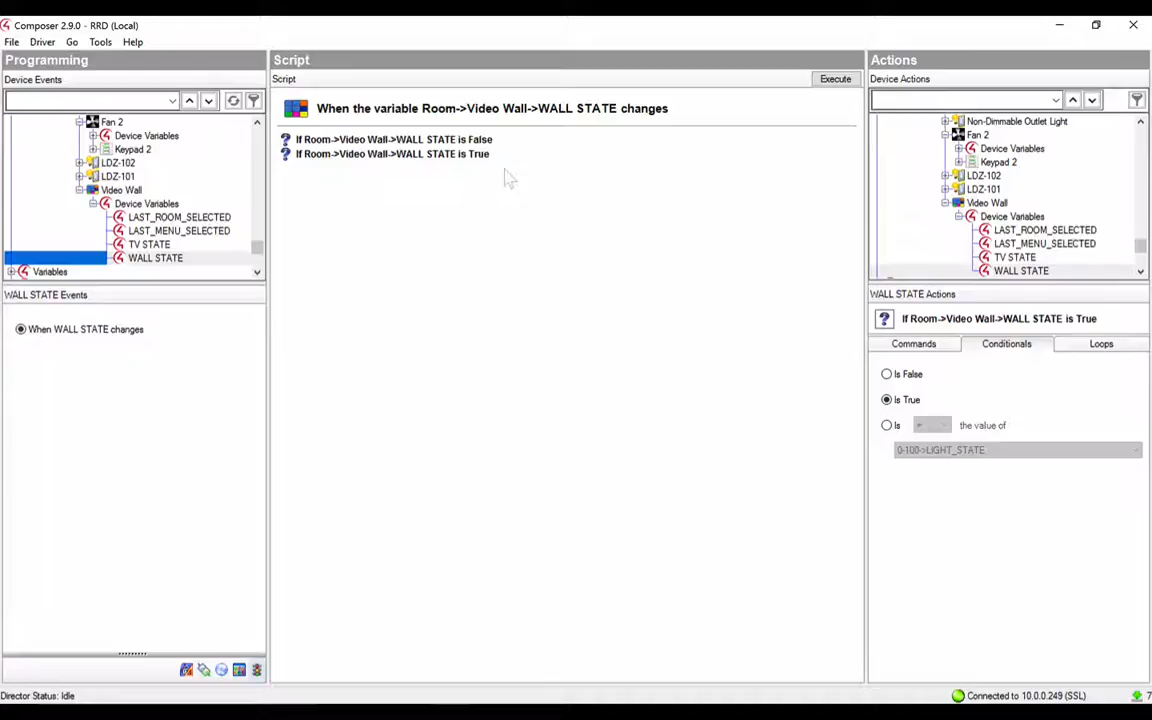 Composer 2.9.0 - RRD (Local)
File Driver Go Tools Help
Programming
Device Events
Fan 2
Device Variables
Keypad 2
LDZ-102
LDZ-101
Video Wall
Device Variables
LAST_ROOM_SELECTED
LAST_MENU_SELECTED
TV STATE
WALL STATE
Variables
WALL STATE Events
When WALL STATE changes
Director Status: Idle
Script
Script
Execute
When the variable Room->Video Wall->WALL STATE changes
If Room->Video Wall->WALL STATE is False
If Room->Video Wall->WALL STATE is True
Actions
Device Actions
Non-Dimmable Outlet Light
Fan 2
Device Variables
Keypad 2
LDZ-102
LDZ-101
Video Wall
Device Variables
LAST_ROOM_SELECTED
LAST_MENU_SELECTED
TV STATE
WALL STATE
WALL STATE Actions
If Room->Video Wall->WALL STATE is True
Commands Conditionals Loops
Is False
Is True
Is = the value of
0-100->LIGHT_STATE
Connected to 10.0.0.249 (SSL)
7